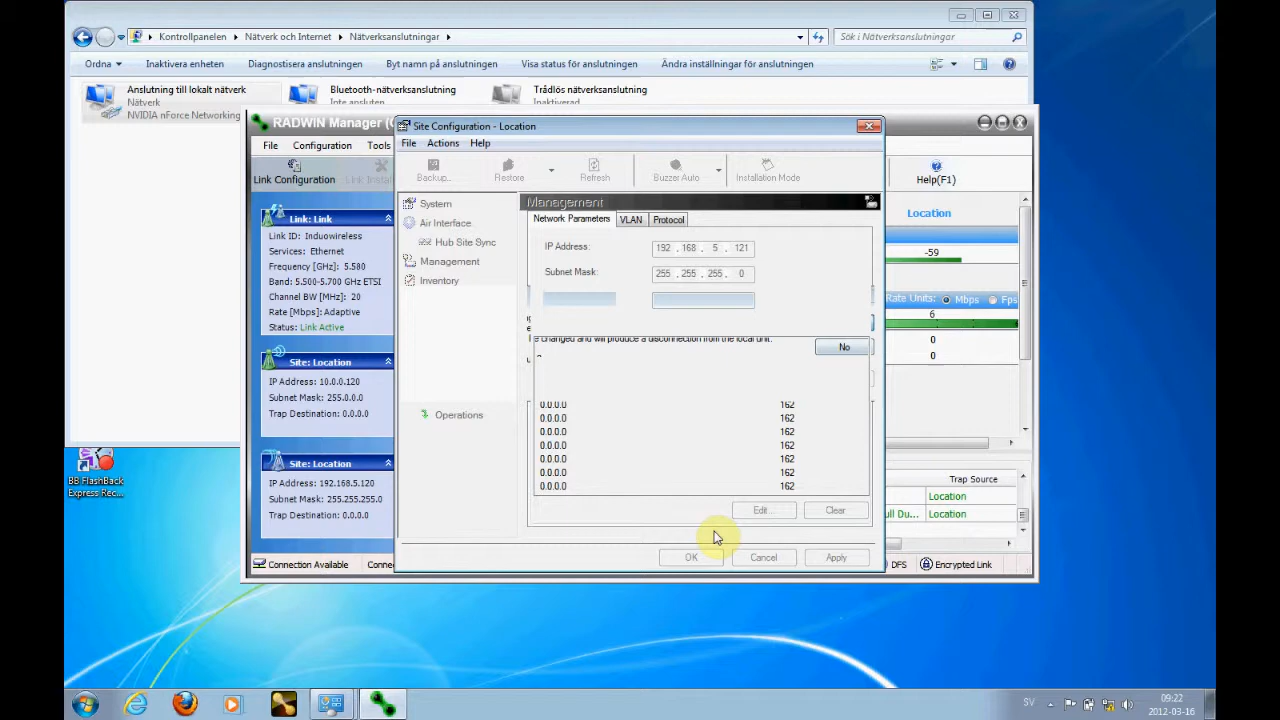 Kontrollpanelen
Nätverk och Internet
Nätverksanslutningar
Sök i Nätverksanslutningar
Ordna
Inaktivera enheten
Diagnostisera anslutningen
Byt namn på anslutningen
Visa status för anslutningen
Ändra inställningar för anslutningen
Anslutning till lokalt nätverk
Nätverk
NVIDIA nForce Networking
Bluetooth-nätverksanslutning
Inte ansluten
Trådlös nätverksanslutning
Inaktiverad
RADWIN Manager (
File
Configuration
Tools
Link Configuration
Link Install
Help(F1)
Link: Link
Link ID: Induowireless
Services: Ethernet
Frequency [GHz]: 5.580
Band: 5.500-5.700 GHz ETSI
Channel BW [MHz]: 20
Rate [Mbps]: Adaptive
Status: Link Active
Site: Location
IP Address: 10.0.0.120
Subnet Mask: 255.0.0.0
Trap Destination: 0.0.0.0
Site: Location
IP Address: 192.168.5.120
Subnet Mask: 255.255.255.0
Trap Destination: 0.0.0.0
Connection Available
Connec
Site Configuration - Location
File
Actions
Help
Backup...
Restore
Refresh
Buzzer Auto
Installation Mode
System
Air Interface
Hub Site Sync
Management
Inventory
Operations
Management
Network Parameters
VLAN
Protocol
IP Address:
192 . 168 . 5 . 121
Subnet Mask:
255 . 255 . 255 . 0
e changed and will produce a disconnection from the local unit.
No
0.0.0.0 162
0.0.0.0 162
0.0.0.0 162
0.0.0.0 162
0.0.0.0 162
0.0.0.0 162
0.0.0.0 162
Edit...
Clear
OK
Cancel
Apply
Location
-59
Rate Units:
Mbps
Fps
6
0
0
Trap Source
Location
ull Du...
Location
DFS
Encrypted Link
BB FlashBack
Express Rec...
SV
09:22
2012-03-16